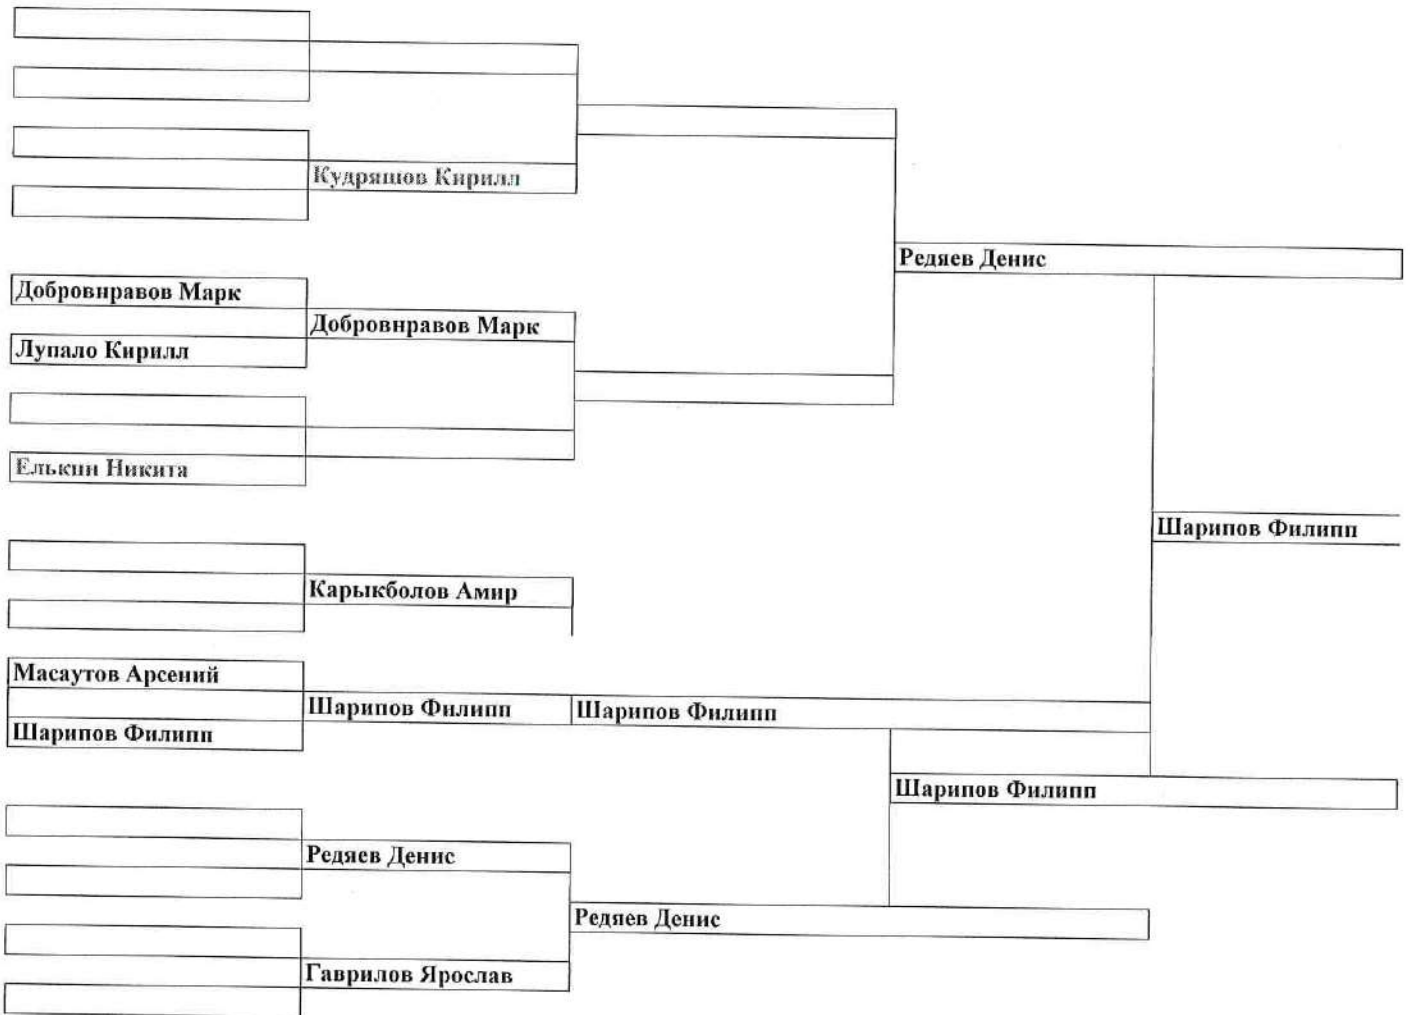 Кудряшов Кирилл
Редяев Денис
Добровнравов Марк
Добровнравов Марк
Лупало Кирилл
Елькин Никита
Шарипов Филипп
Карыкболов Амир
Масаутов Арсений
Шарипов Филипп
Шарипов Филипп
Шарипов Филипп
Шарипов Филипп
Редяев Денис
Редяев Денис
Гаврилов Ярослав